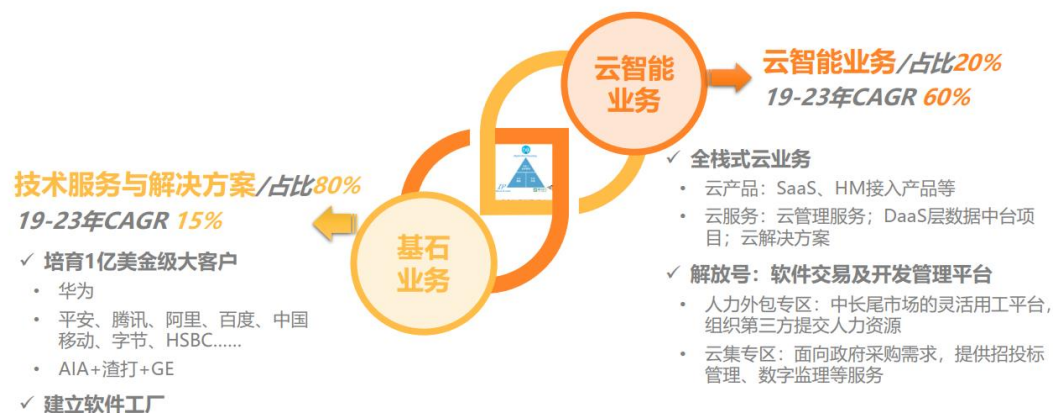 云智能
业务
云智能业务/占比20%
19-23年CAGR 60%
✓ 全栈式云业务
• 云产品：SaaS、HM接入产品等
• 云服务：云管理服务；DaaS层数据中台项
目；云解决方案
✓ 解放号：软件交易及开发管理平台
• 人力外包专区：中长尾市场的灵活用工平台，
组织第三方提交人力资源
• 云集专区：面向政府采购需求，提供招投标
管理、数字监理等服务
基石
业务
技术服务与解决方案/占比80%
19-23年CAGR 15%
✓ 培育1亿美金级大客户
• 华为
• 平安、腾讯、阿里、百度、中国
移动、字节、HSBC……
• AIA+渣打+GE
✓ 建立软件工厂